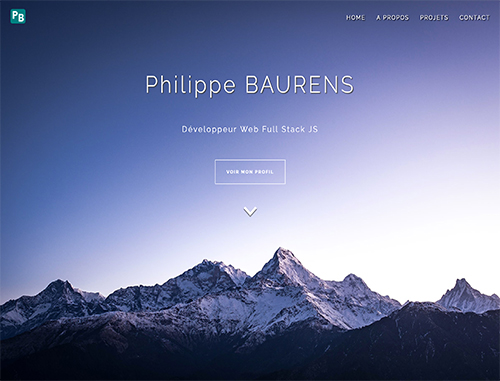 PB
HOME A PROPOS PROJETS CONTACT
Philippe BAURENS
Développeur Web Full Stack JS
VOIR MON PROFIL